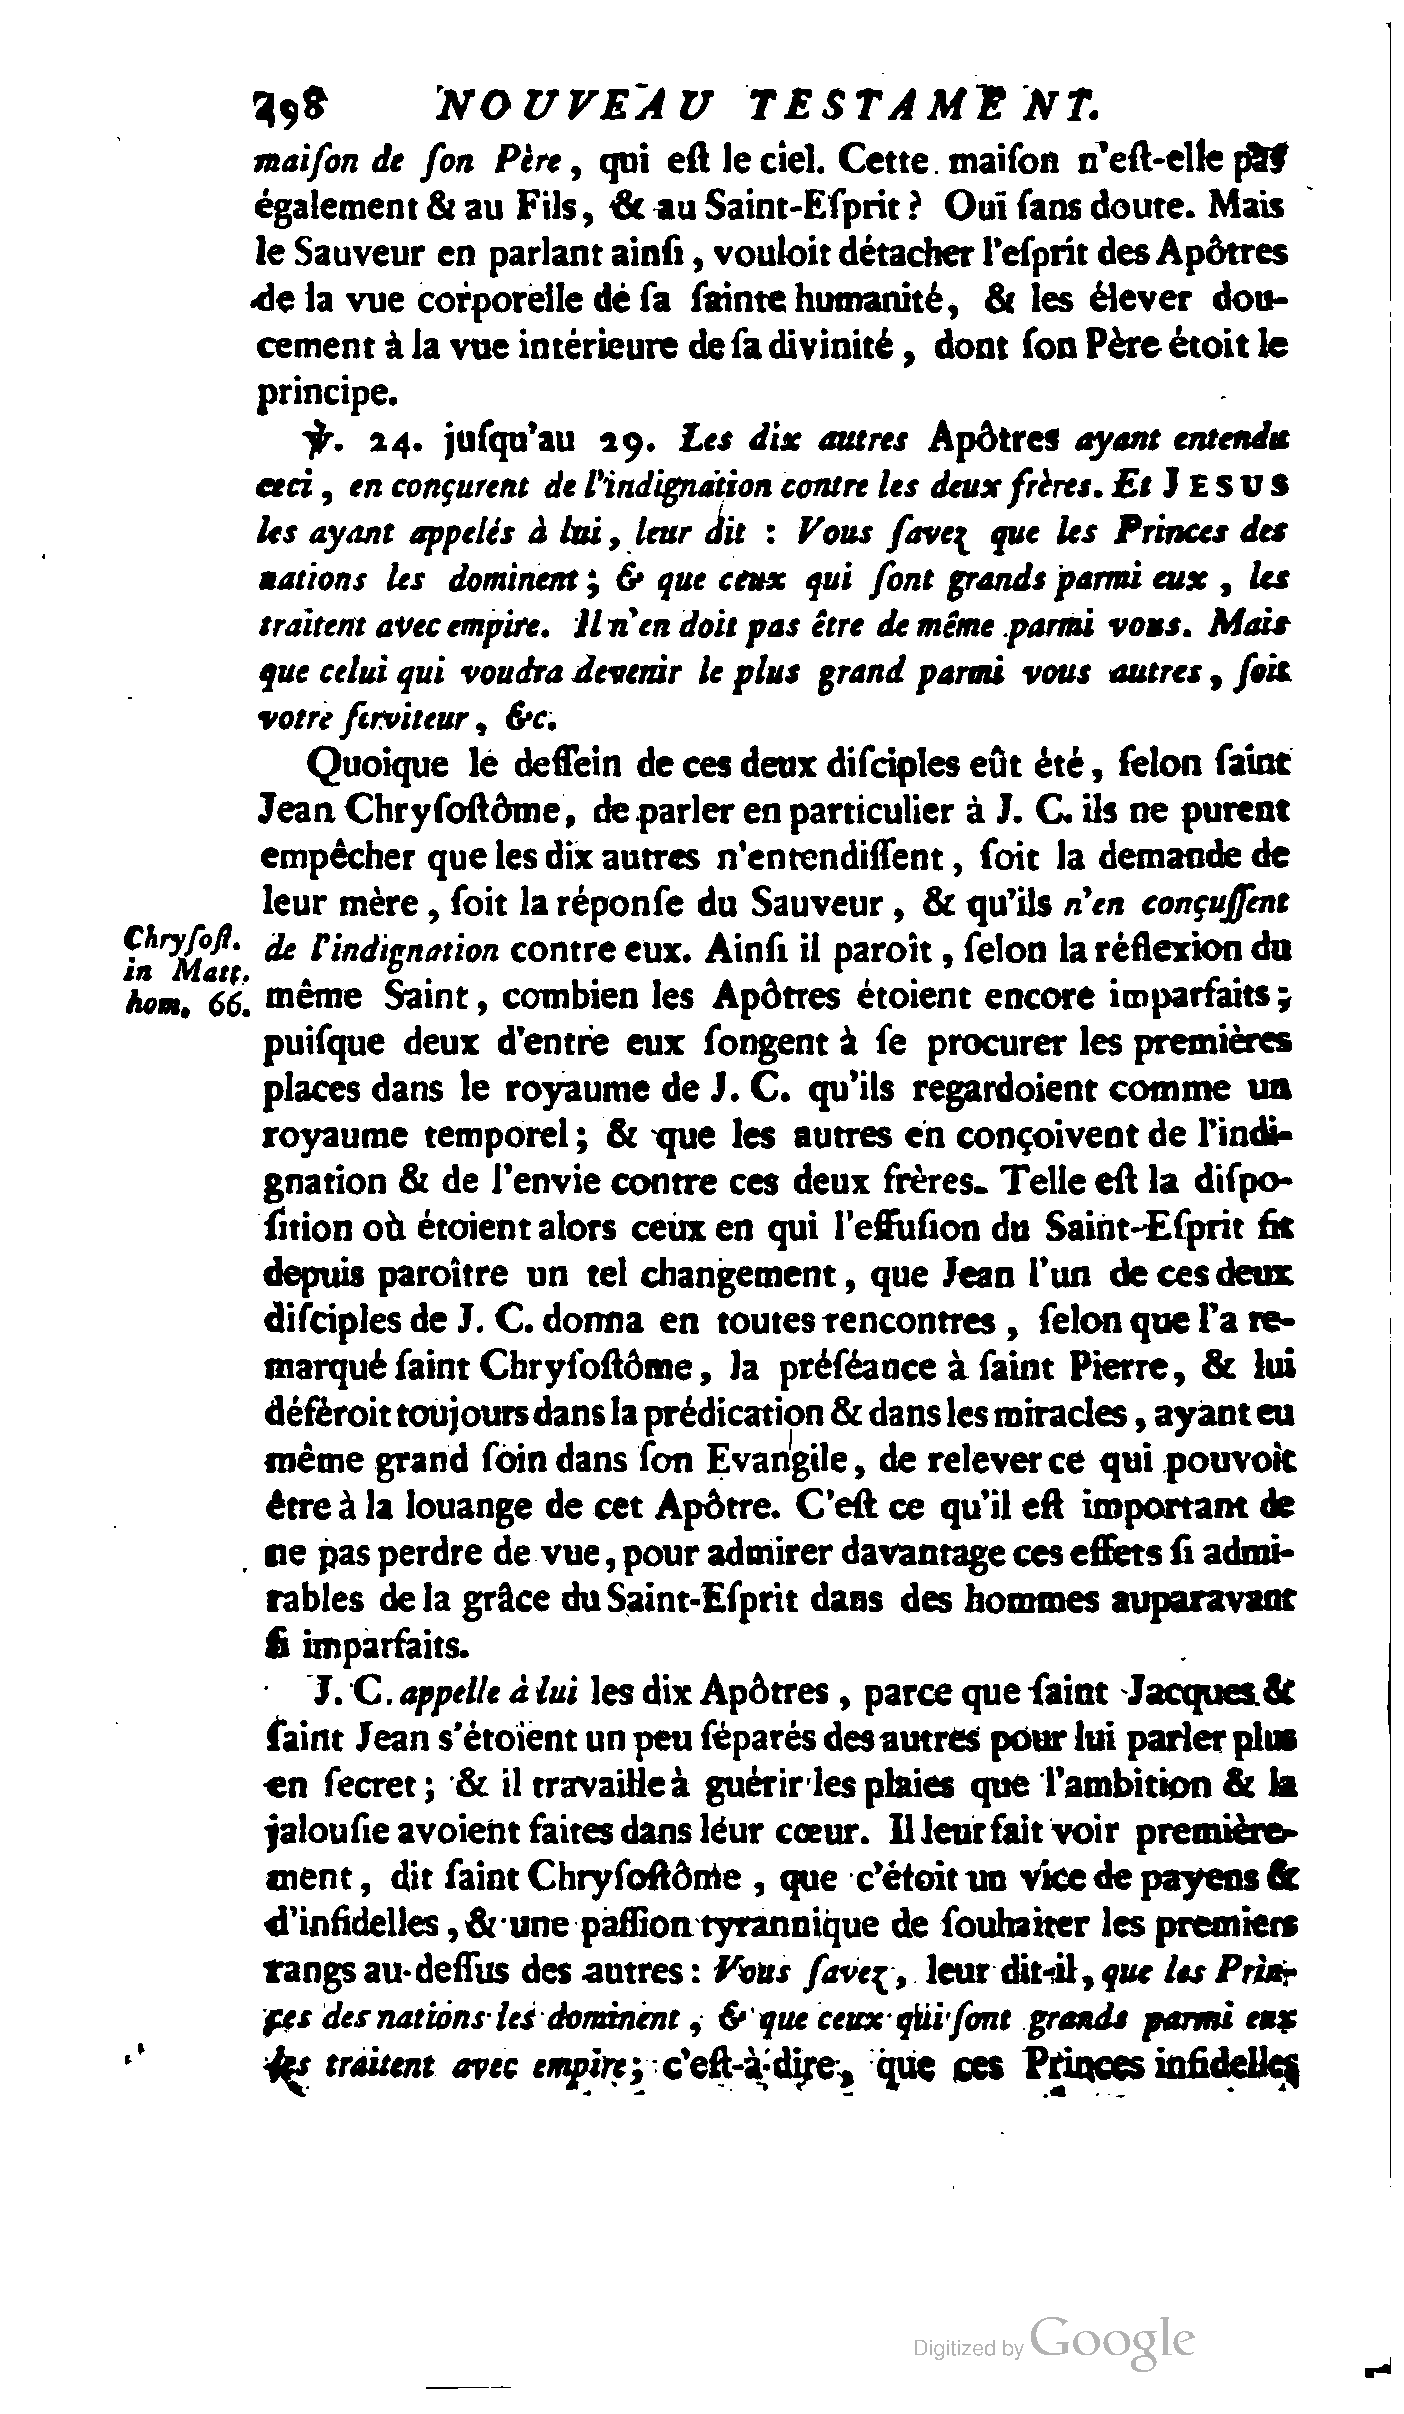 398 NOUVEAU TESTAMENT.
maiſon de ſon Père, qui eſt le ciel. Cette maiſon n'eſt-elle pas
également & au Fils, & au Saint-Eſprit ? Ouï ſans doute. Mais
le Sauveur en parlant ainſi, vouloit détacher l'eſprit des Apôtres
de la vue corporelle de ſa ſainte humanité, & les élever dou-
cement à la vue intérieure de ſa divinité, dont ſon Père étoit le
principe.
℣. 24. juſqu'au 29. Les dix autres Apôtres ayant entendu
ceci, en conçurent de l'indignation contre les deux frères. Et JESUS
les ayant appelés à lui, leur dit : Vous ſavez que les Princes des
nations les dominent ; & que ceux qui ſont grands parmi eux, les
traitent avec empire. Il n'en doit pas être de même parmi vous. Mais
que celui qui voudra devenir le plus grand parmi vous autres, ſoit
votre ſerviteur, &c.
Quoique le deſſein de ces deux diſciples eût été, ſelon ſaint
Jean Chryſoſtôme, de parler en particulier à J. C. ils ne purent
empêcher que les dix autres n'entendiſſent, ſoit la demande de
leur mère, ſoit la réponſe du Sauveur, & qu'ils n'en conçuſſent
Chryſoſt.
in Matt.
hom. 66.
de l'indignation contre eux. Ainſi il paroît, ſelon la réflexion du
même Saint, combien les Apôtres étoient encore imparfaits ;
puiſque deux d'entre eux ſongent à ſe procurer les premières
places dans le royaume de J. C. qu'ils regardoient comme un
royaume temporel ; & que les autres en conçoivent de l'indi-
gnation & de l'envie contre ces deux frères. Telle eſt la diſpo-
ſition où étoient alors ceux en qui l'effuſion du Saint-Eſprit fit
depuis paroître un tel changement, que Jean l'un de ces deux
diſciples de J. C. donna en toutes rencontres, ſelon que l'a re-
marqué ſaint Chryſoſtôme, la préſéance à ſaint Pierre, & lui
déféroit toujours dans la prédication & dans les miracles, ayant eu
même grand ſoin dans ſon Evangile, de relever ce qui pouvoit
être à la louange de cet Apôtre. C'eſt ce qu'il eſt important de
ne pas perdre de vue, pour admirer davantage ces effets ſi admi-
rables de la grâce du Saint-Eſprit dans des hommes auparavant
ſi imparfaits.
J. C. appelle à lui les dix Apôtres, parce que ſaint Jacques &
ſaint Jean s'étoient un peu ſéparés des autres pour lui parler plus
en ſecret ; & il travaille à guérir les plaies que l'ambition & la
jalouſie avoient faites dans leur cœur. Il leur fait voir première-
ment, dit ſaint Chryſoſtôme, que c'étoit un vice de payens &
d'infidelles, & une paſſion tyrannique de ſouhaiter les premiers
rangs au-deſſus des autres : Vous ſavez, leur dit-il, que les Prin-
ces des nations les dominent, & que ceux qui ſont grands parmi eux
les traitent avec empire ; c'eſt-à-dire, que ces Princes infidelles
Digitized by Google